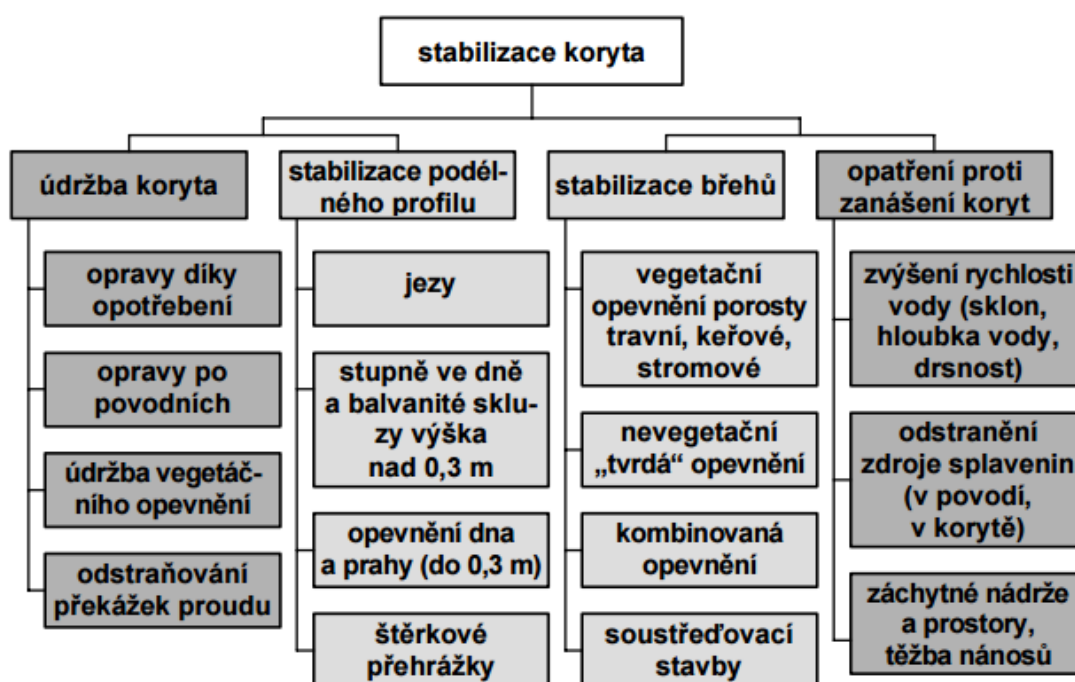 stabilizace koryta
údržba koryta
stabilizace podél-
ného profilu
stabilizace břehů
opatření proti
zanášení koryt
opravy díky
opotřebení
opravy po
povodních
údržba vegetáč-
ního opevnění
odstraňování
překážek proudu
jezy
stupně ve dně
a balvanité sklu-
zy výška
nad 0,3 m
opevnění dna
a prahy (do 0,3 m)
štěrkové
přehrážky
vegetační
opevnění porosty
travní, keřové,
stromové
nevegetační
„tvrdá“ opevnění
kombinovaná
opevnění
soustřeďovací
stavby
zvýšení rychlosti
vody (sklon,
hloubka vody,
drsnost)
odstranění
zdroje splavenin
(v povodí,
v korytě)
záchytné nádrže
a prostory,
těžba nánosů